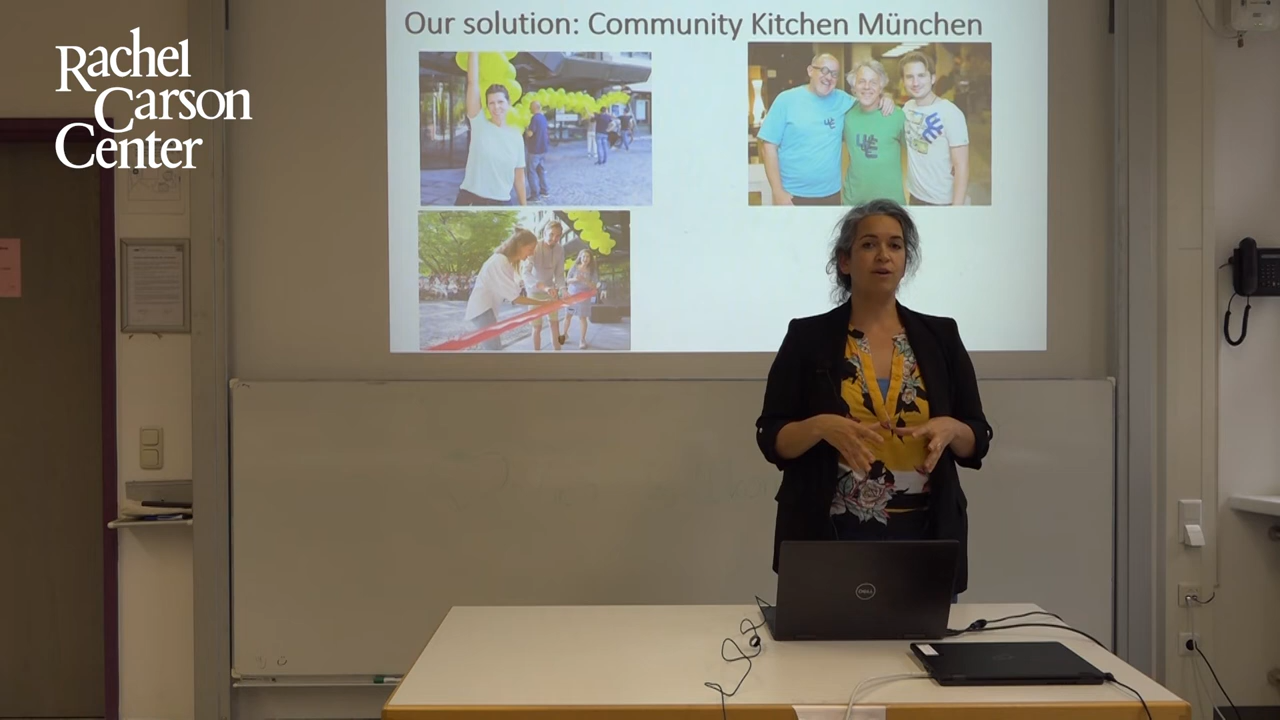 Rachel
Carson
Center
Our solution: Community Kitchen München
DELL